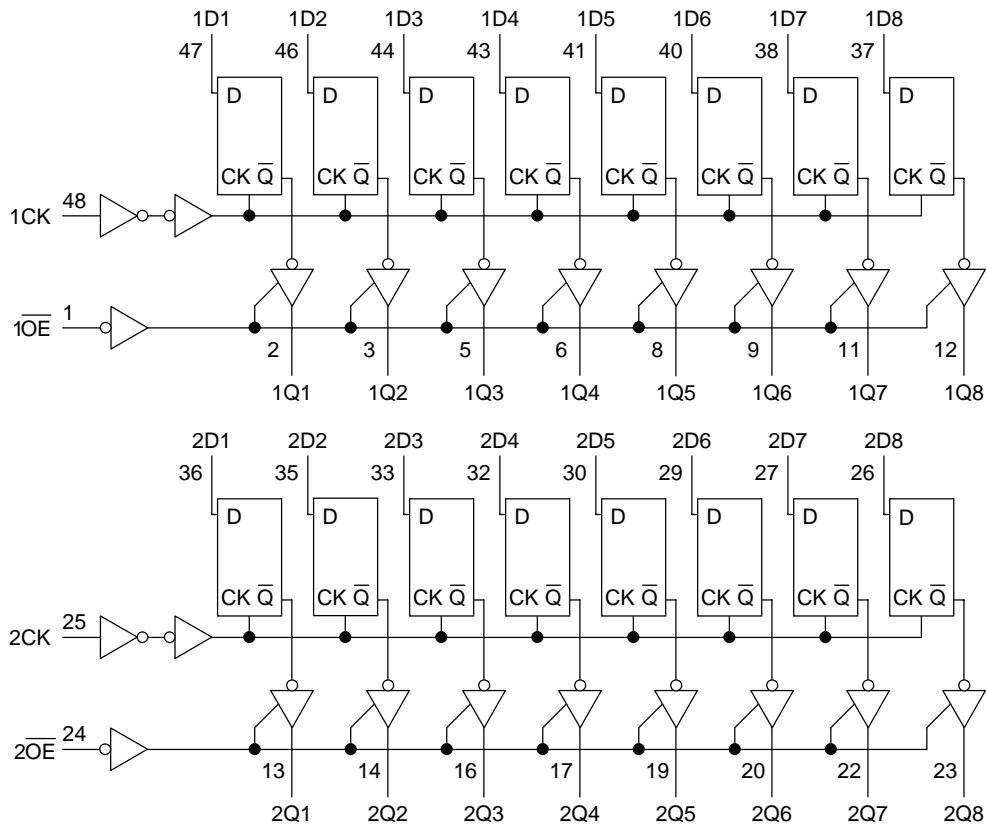 1D1 1D2 1D3 1D4 1D5 1D6 1D7 1D8
47 46 44 43 41 40 38 37
D D D D D D D D
CK Q̅ CK Q̅ CK Q̅ CK Q̅ CK Q̅ CK Q̅ CK Q̅ CK Q̅
1CK 48
1O̅E̅ 1
2 3 5 6 8 9 11 12
1Q1 1Q2 1Q3 1Q4 1Q5 1Q6 1Q7 1Q8
2D1 2D2 2D3 2D4 2D5 2D6 2D7 2D8
36 35 33 32 30 29 27 26
D D D D D D D D
CK Q̅ CK Q̅ CK Q̅ CK Q̅ CK Q̅ CK Q̅ CK Q̅ CK Q̅
2CK 25
2O̅E̅ 24
13 14 16 17 19 20 22 23
2Q1 2Q2 2Q3 2Q4 2Q5 2Q6 2Q7 2Q8